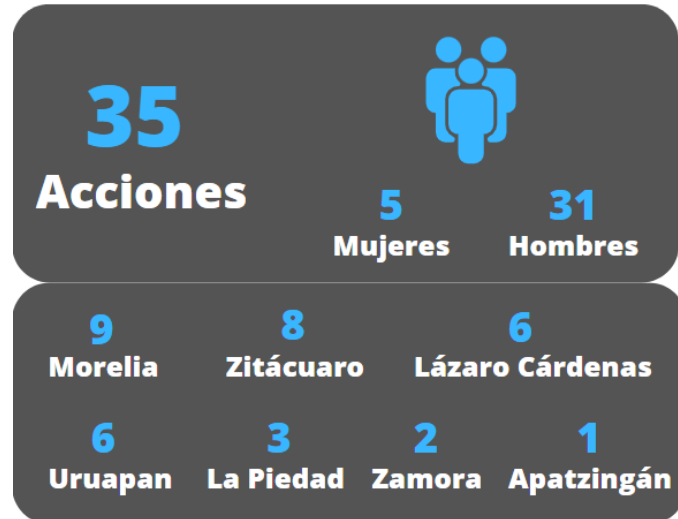 35
Acciones
5 31
Mujeres Hombres
9 8 6
Morelia Zitácuaro Lázaro Cárdenas
6 3 2 1
Uruapan La Piedad Zamora Apatzingán